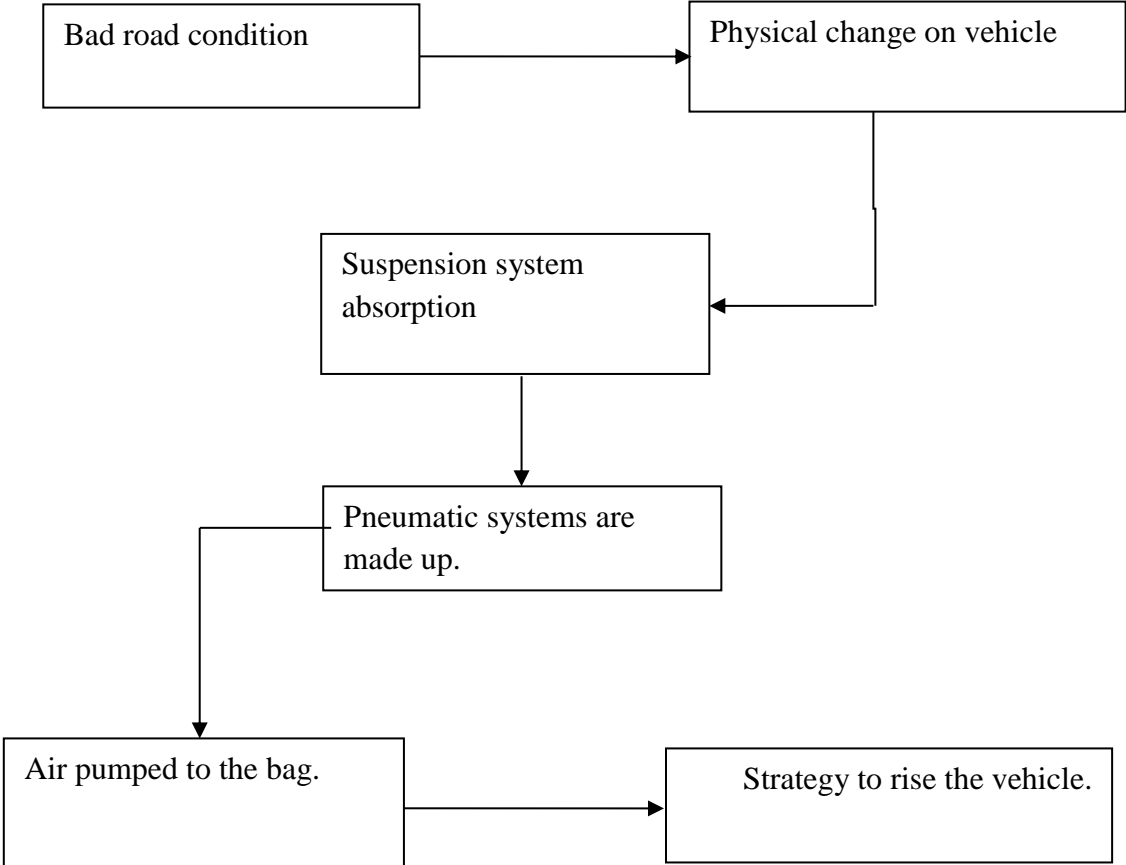 Bad road condition
Physical change on vehicle
Suspension system
absorption
Pneumatic systems are
made up.
Air pumped to the bag.
Strategy to rise the vehicle.